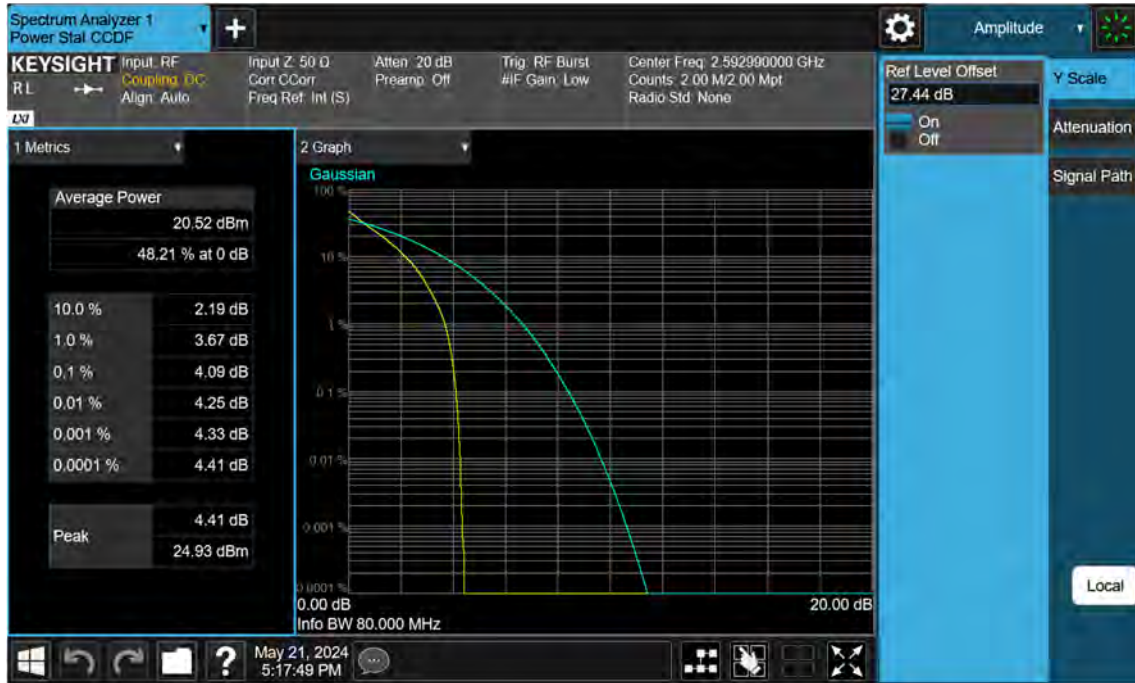 Spectrum Analyzer 1
Power Stat CCDF
+
Amplitude
KEYSIGHT
RL
LXI
Input: RF
Coupling: DC
Align: Auto
Input Z: 50 Ω
Corr CCorr
Freq Ref: Int (S)
Atten: 20 dB
Preamp: Off
Trig: RF Burst
#IF Gain: Low
Center Freq: 2.592990000 GHz
Counts: 2.00 M/2.00 Mpt
Radio Std: None
Ref Level Offset
27.44 dB
On
Off
Y Scale
Attenuation
Signal Path
Local
1 Metrics
Average Power
20.52 dBm
48.21 % at 0 dB
10.0 % 2.19 dB
1.0 % 3.67 dB
0.1 % 4.09 dB
0.01 % 4.25 dB
0.001 % 4.33 dB
0.0001 % 4.41 dB
Peak
4.41 dB
24.93 dBm
2 Graph
Gaussian
100 %
10 %
1 %
0.1 %
0.01 %
0.001 %
0.0001 %
0.00 dB 20.00 dB
Info BW 80.000 MHz
?
May 21, 2024
5:17:49 PM